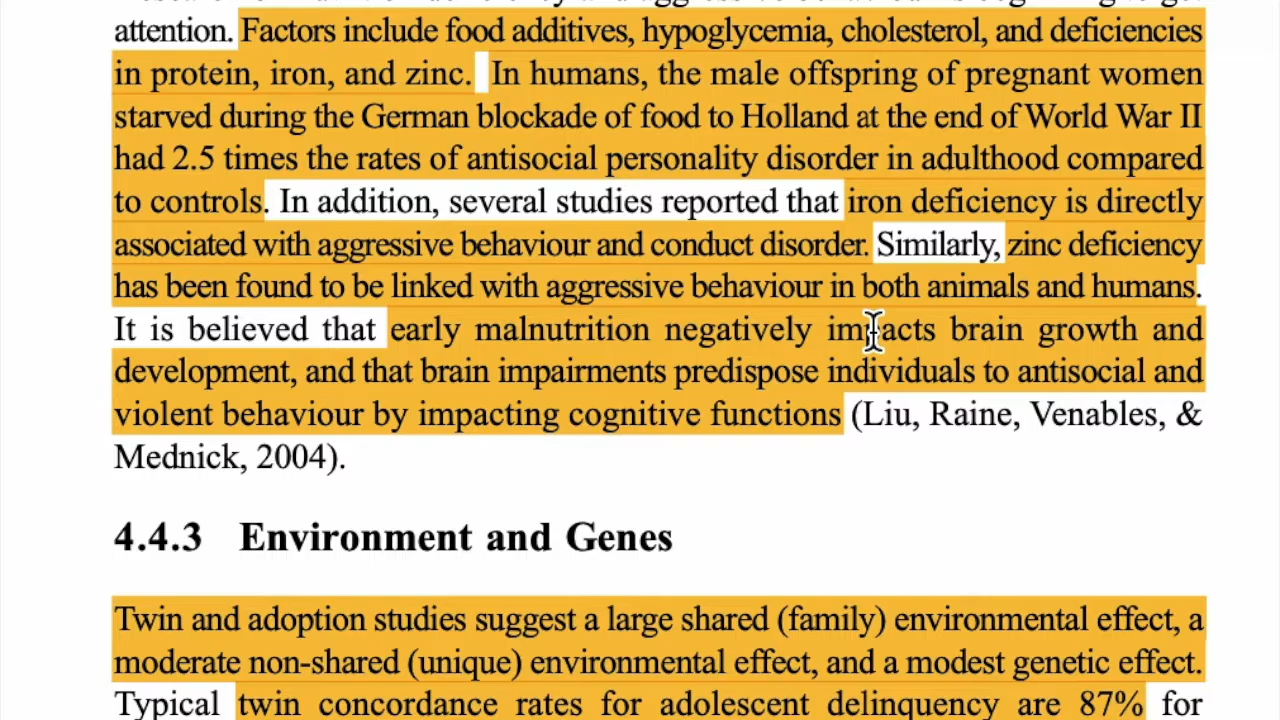 attention. Factors include food additives, hypoglycemia, cholesterol, and deficiencies
in protein, iron, and zinc. In humans, the male offspring of pregnant women
starved during the German blockade of food to Holland at the end of World War II
had 2.5 times the rates of antisocial personality disorder in adulthood compared
to controls. In addition, several studies reported that iron deficiency is directly
associated with aggressive behaviour and conduct disorder. Similarly, zinc deficiency
has been found to be linked with aggressive behaviour in both animals and humans.
It is believed that early malnutrition negatively impacts brain growth and
development, and that brain impairments predispose individuals to antisocial and
violent behaviour by impacting cognitive functions (Liu, Raine, Venables, &
Mednick, 2004).
4.4.3 Environment and Genes
Twin and adoption studies suggest a large shared (family) environmental effect, a
moderate non-shared (unique) environmental effect, and a modest genetic effect.
Typical twin concordance rates for adolescent delinquency are 87% for